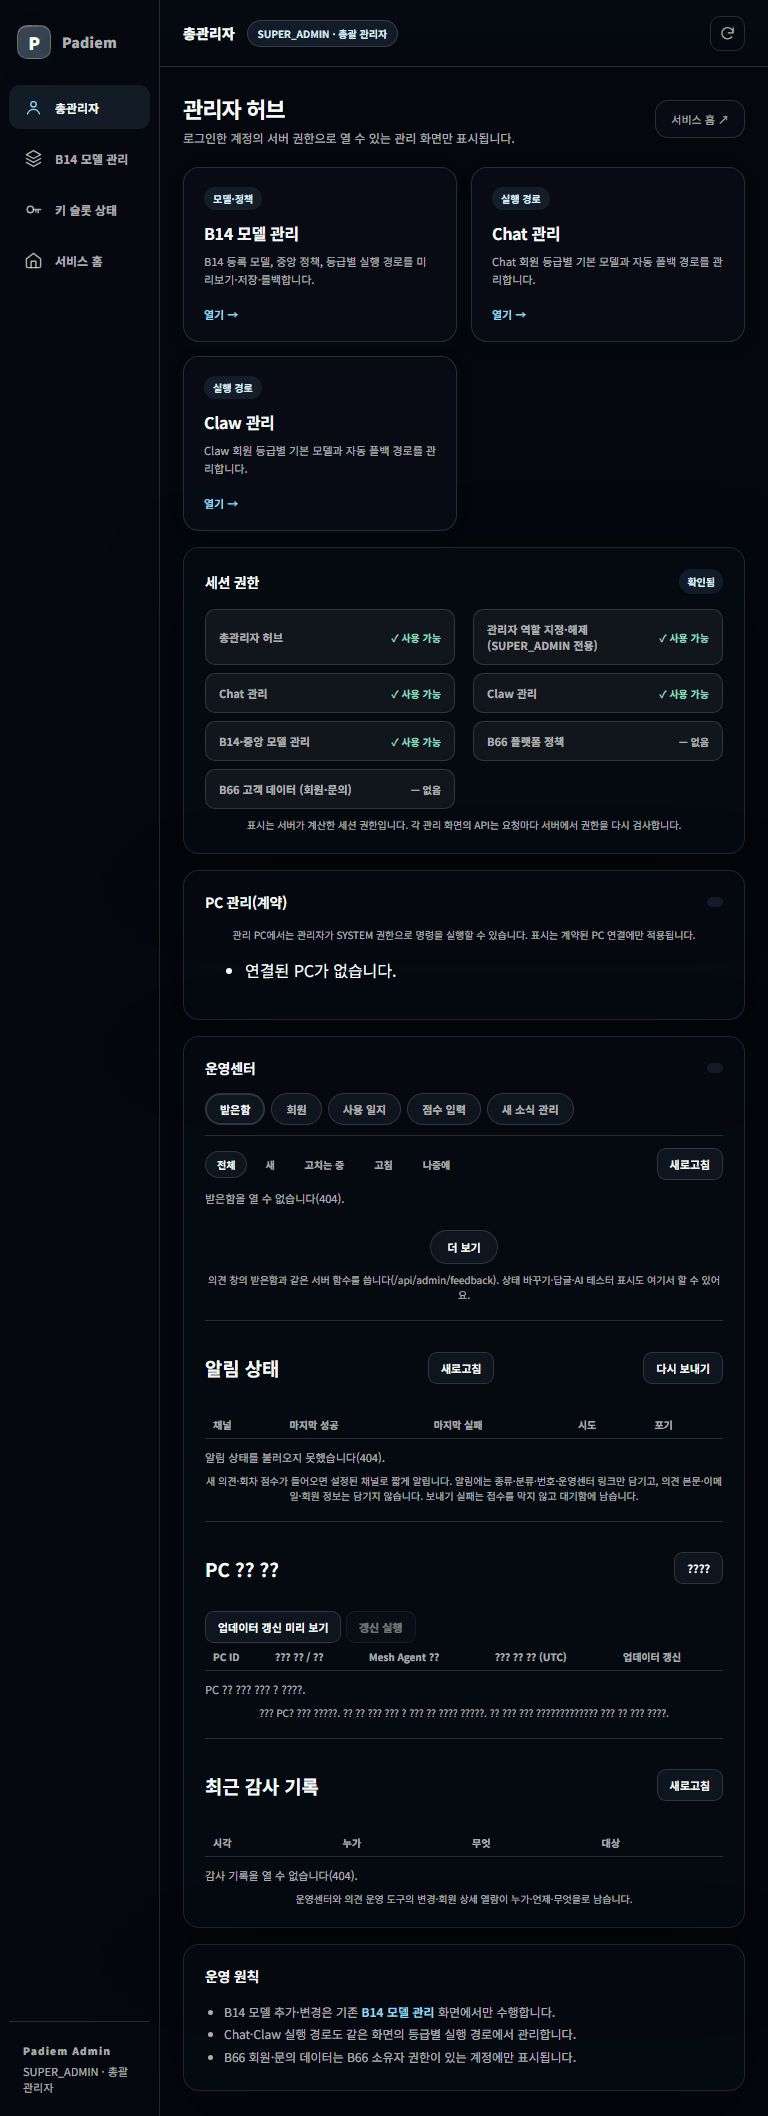 P Padiem
총관리자
B14 모델 관리
키 슬롯 상태
서비스 홈
총관리자 SUPER_ADMIN · 총괄 관리자
관리자 허브
로그인한 계정의 서버 권한으로 열 수 있는 관리 화면만 표시됩니다.
서비스 홈 ↗
모델·정책
B14 모델 관리
B14 등록 모델, 중앙 정책, 등급별 실행 경로를 미
리보기·저장·롤백합니다.
열기 →
실행 경로
Chat 관리
Chat 회원 등급별 기본 모델과 자동 폴백 경로를 관
리합니다.
열기 →
실행 경로
Claw 관리
Claw 회원 등급별 기본 모델과 자동 폴백 경로를 관
리합니다.
열기 →
세션 권한 확인됨
총관리자 허브 ✓ 사용 가능
관리자 역할 지정·해제
(SUPER_ADMIN 전용) ✓ 사용 가능
Chat 관리 ✓ 사용 가능
Claw 관리 ✓ 사용 가능
B14·중앙 모델 관리 ✓ 사용 가능
B66 플랫폼 정책 — 없음
B66 고객 데이터 (회원·문의) — 없음
표시는 서버가 계산한 세션 권한입니다. 각 관리 화면의 API는 요청마다 서버에서 권한을 다시 검사합니다.
PC 관리(계약)
관리 PC에서는 관리자가 SYSTEM 권한으로 명령을 실행할 수 있습니다. 표시는 계약된 PC 연결에만 적용됩니다.
• 연결된 PC가 없습니다.
운영센터
받은함 회원 사용 일지 점수 입력 새 소식 관리
전체 새 고치는 중 고침 나중에 새로고침
받은함을 열 수 없습니다(404).
더 보기
의견 창의 받은함과 같은 서버 함수를 씁니다(/api/admin/feedback). 상태 바꾸기·답글·AI 테스터 표시도 여기서 할 수 있어
요.
알림 상태 새로고침 다시 보내기
채널 마지막 성공 마지막 실패 시도 포기
알림 상태를 불러오지 못했습니다(404).
새 의견·회차 점수가 들어오면 설정된 채널로 짧게 알립니다. 알림에는 종류·분류·번호·운영센터 링크만 담기고, 의견 본문·이메
일·회원 정보는 담기지 않습니다. 보내기 실패는 접수를 막지 않고 대기함에 남습니다.
PC ?? ?? ????
업데이터 갱신 미리 보기 갱신 실행
PC ID ??? ?? / ?? Mesh Agent ?? ??? ?? ?? (UTC) 업데이터 갱신
PC ?? ??? ??? ? ????.
??? PC? ??? ?????. ?? ?? ??? ??? ? ??? ?? ???? ?????. ?? ??? ??? ????????????? ??? ?? ??? ????.
최근 감사 기록 새로고침
시각 누가 무엇 대상
감사 기록을 열 수 없습니다(404).
운영센터와 의견 운영 도구의 변경·회원 상세 열람이 누가·언제·무엇을로 남습니다.
운영 원칙
• B14 모델 추가·변경은 기존 B14 모델 관리 화면에서만 수행합니다.
• Chat·Claw 실행 경로도 같은 화면의 등급별 실행 경로에서 관리합니다.
• B66 회원·문의 데이터는 B66 소유자 권한이 있는 계정에만 표시됩니다.
Padiem Admin
SUPER_ADMIN · 총괄
관리자